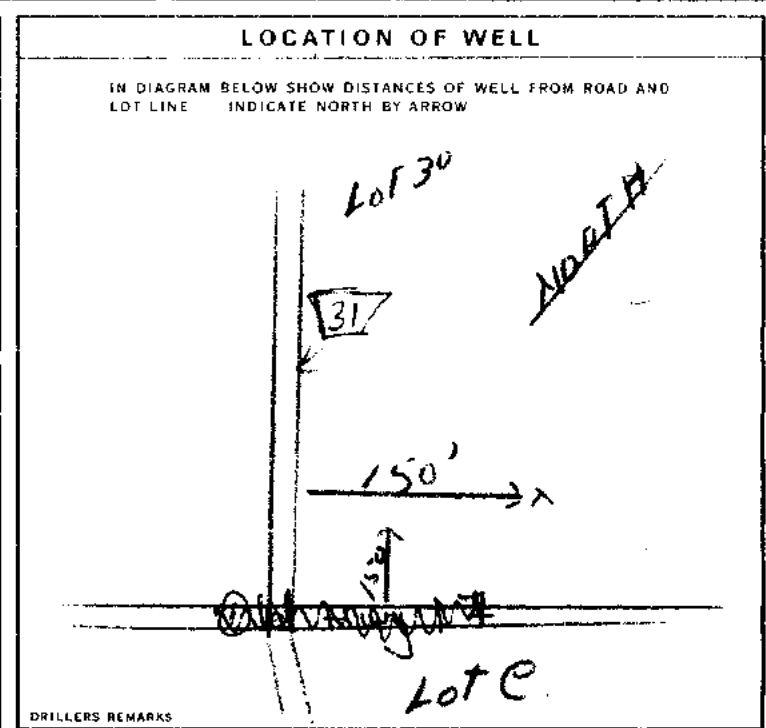 LOCATION OF WELL
IN DIAGRAM BELOW SHOW DISTANCES OF WELL FROM ROAD AND
LOT LINE INDICATE NORTH BY ARROW
Lot 30
NORTH
31
150'
150'
Lot C
DRILLERS REMARKS